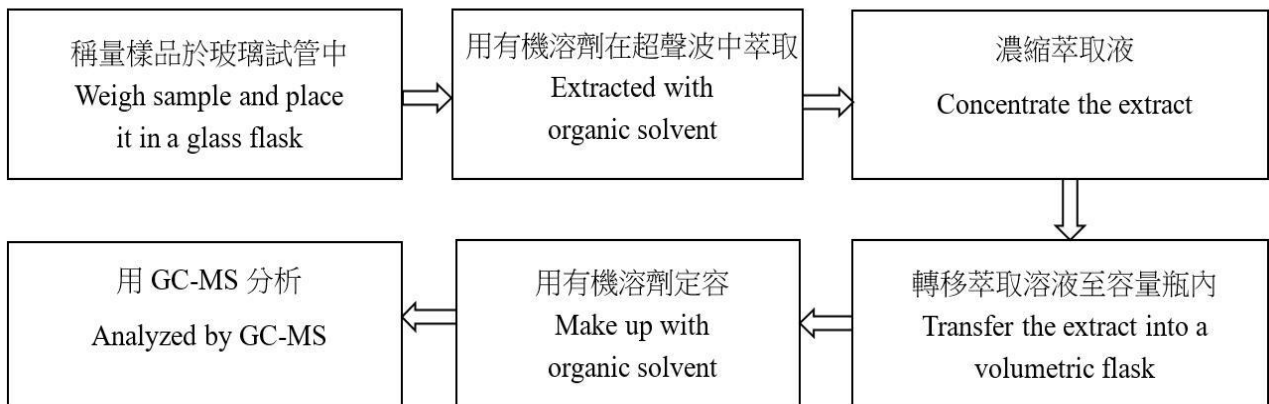 稱量樣品於玻璃試管中
Weigh sample and place
it in a glass flask
用有機溶劑在超聲波中萃取
Extracted with
organic solvent
濃縮萃取液
Concentrate the extract
轉移萃取溶液至容量瓶內
Transfer the extract into a
volumetric flask
用有機溶劑定容
Make up with
organic solvent
用 GC-MS 分析
Analyzed by GC-MS